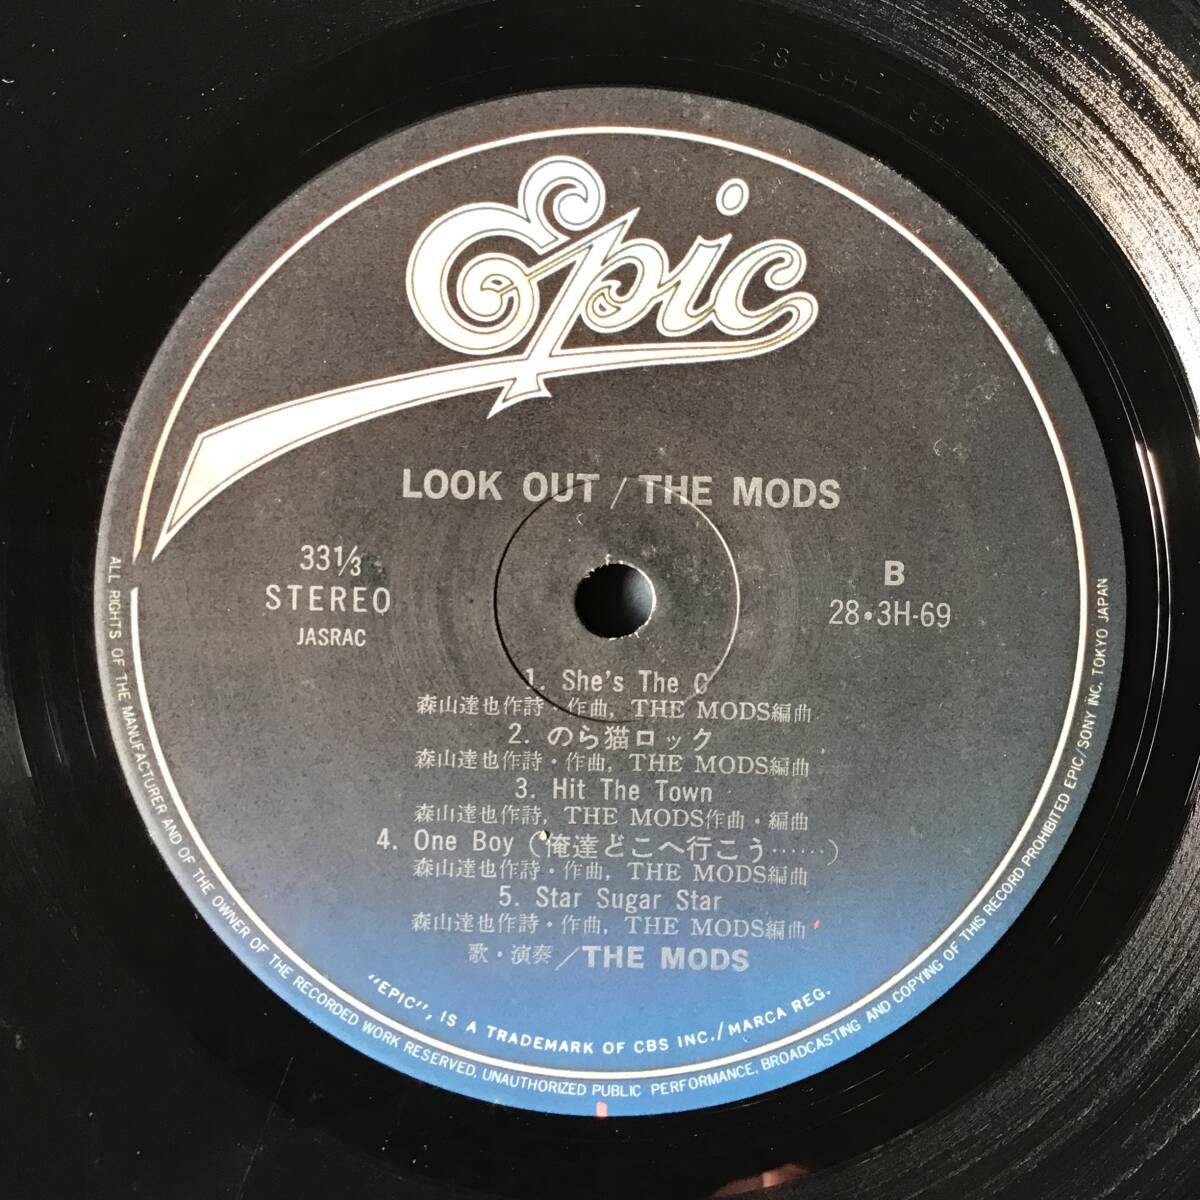 Epic
LOOK OUT / THE MODS
33⅓
STEREO
JASRAC
B
28・3H-69
1. She's The C
森山達也作詩・作曲, THE MODS編曲
2. のら猫ロック
森山達也作詩・作曲, THE MODS編曲
3. Hit The Town
森山達也作詩, THE MODS作曲・編曲
4. One Boy (俺達どこへ行こう……)
森山達也作詩・作曲, THE MODS編曲
5. Star Sugar Star
森山達也作詩・作曲, THE MODS編曲
歌・演奏/THE MODS
"EPIC", IS A TRADEMARK OF CBS INC./MARCA REG.
ALL RIGHTS OF THE MANUFACTURER AND OF THE OWNER OF THE RECORDED WORK RESERVED, UNAUTHORIZED PUBLIC PERFORMANCE, BROADCASTING AND COPYING OF THIS RECORD PROHIBITED EPIC/SONY INC. TOKYO JAPAN